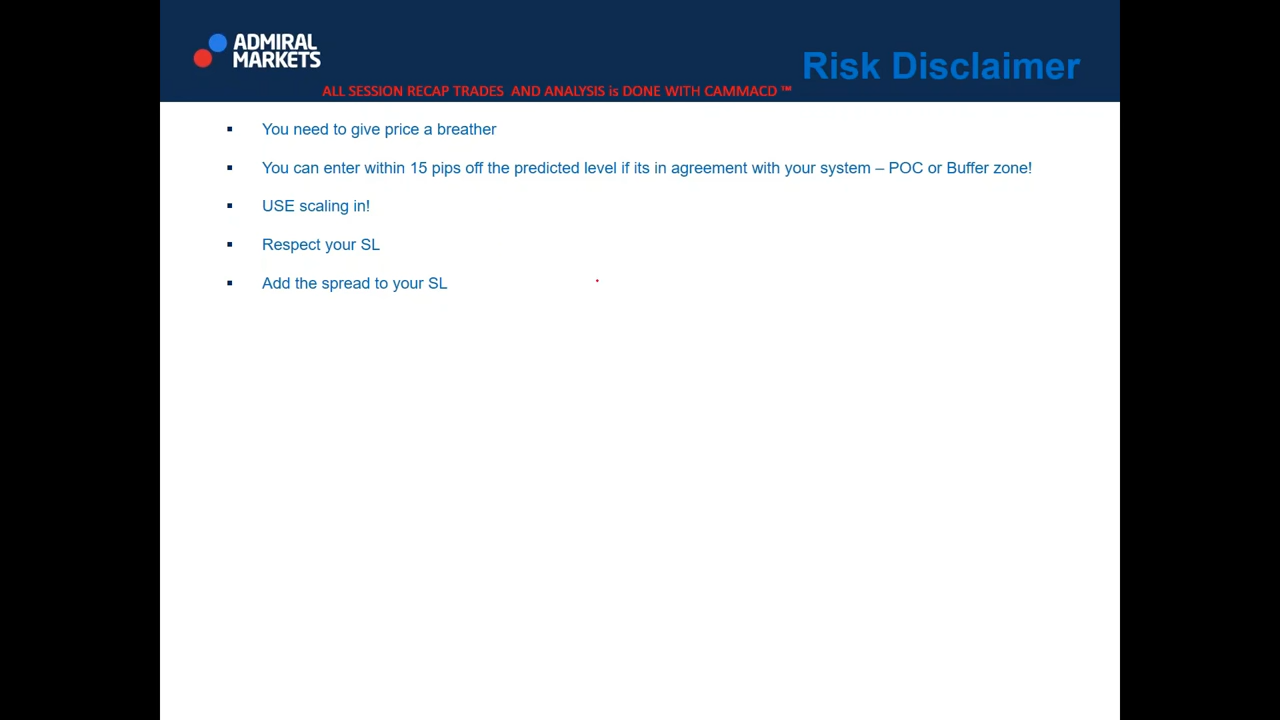 ADMIRAL
MARKETS
Risk Disclaimer
ALL SESSION RECAP TRADES AND ANALYSIS is DONE WITH CAMMACD ™
▪ You need to give price a breather
▪ You can enter within 15 pips off the predicted level if its in agreement with your system – POC or Buffer zone!
▪ USE scaling in!
▪ Respect your SL
▪ Add the spread to your SL